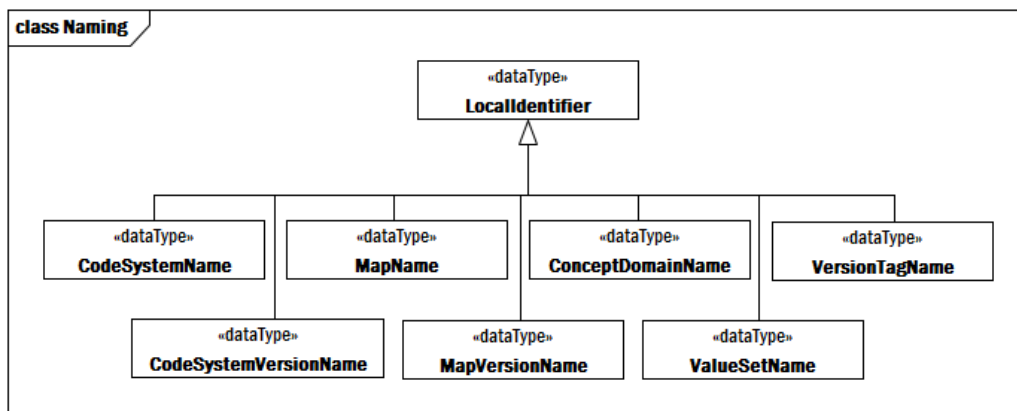 class Naming
«dataType»
LocalIdentifier
«dataType»
CodeSystemName
«dataType»
MapName
«dataType»
ConceptDomainName
«dataType»
VersionTagName
«dataType»
CodeSystemVersionName
«dataType»
MapVersionName
«dataType»
ValueSetName